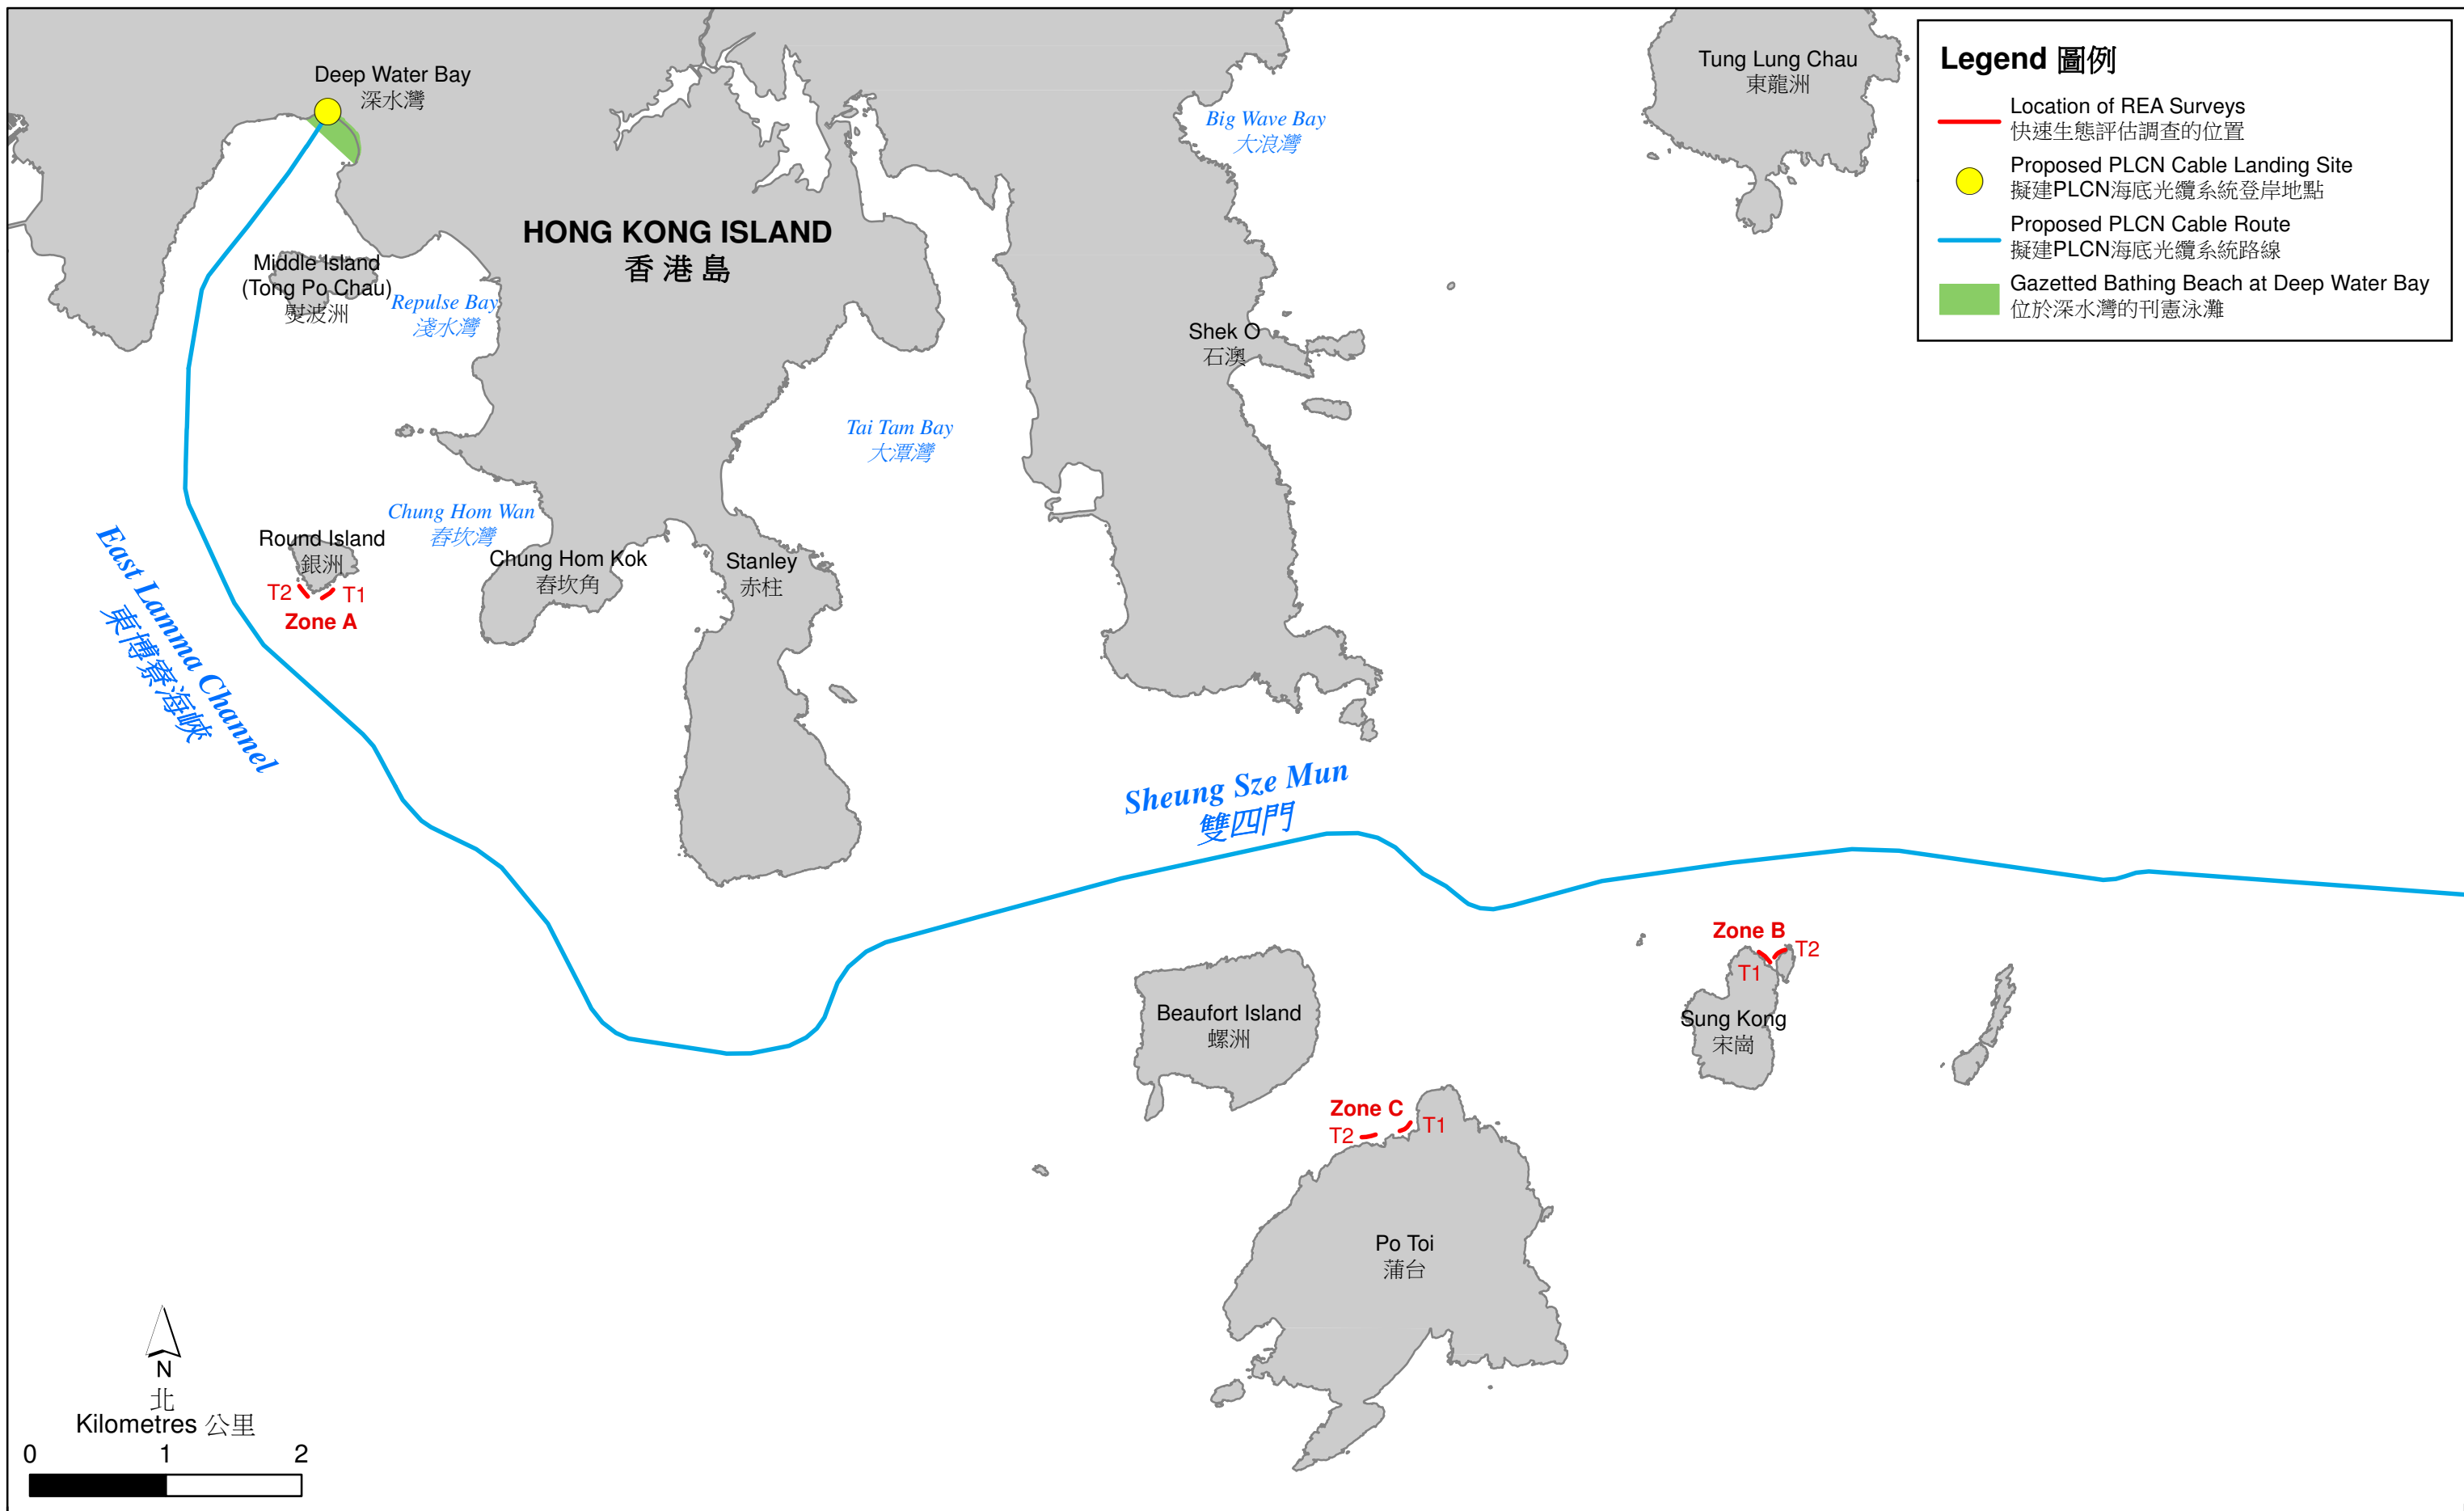 Deep Water Bay
深水灣
Tung Lung Chau
東龍洲
Big Wave Bay
大浪灣
HONG KONG ISLAND
香港島
Middle Island
(Tong Po Chau)
熨波洲
Repulse Bay
淺水灣
Shek O
石澳
Tai Tam Bay
大潭灣
Chung Hom Wan
舂坎灣
Round Island
銀洲
T2
T1
Zone A
Chung Hom Kok
舂坎角
Stanley
赤柱
East Lamma Channel
東博寮海峽
Sheung Sze Mun
雙四門
Zone B
T2
T1
Sung Kong
宋崗
Beaufort Island
螺洲
Zone C
T2
T1
Po Toi
蒲台
N
北
Kilometres 公里
0 1 2
Legend 圖例
Location of REA Surveys
快速生態評估調查的位置
Proposed PLCN Cable Landing Site
擬建PLCN海底光纜系統登岸地點
Proposed PLCN Cable Route
擬建PLCN海底光纜系統路線
Gazetted Bathing Beach at Deep Water Bay
位於深水灣的刊憲泳灘